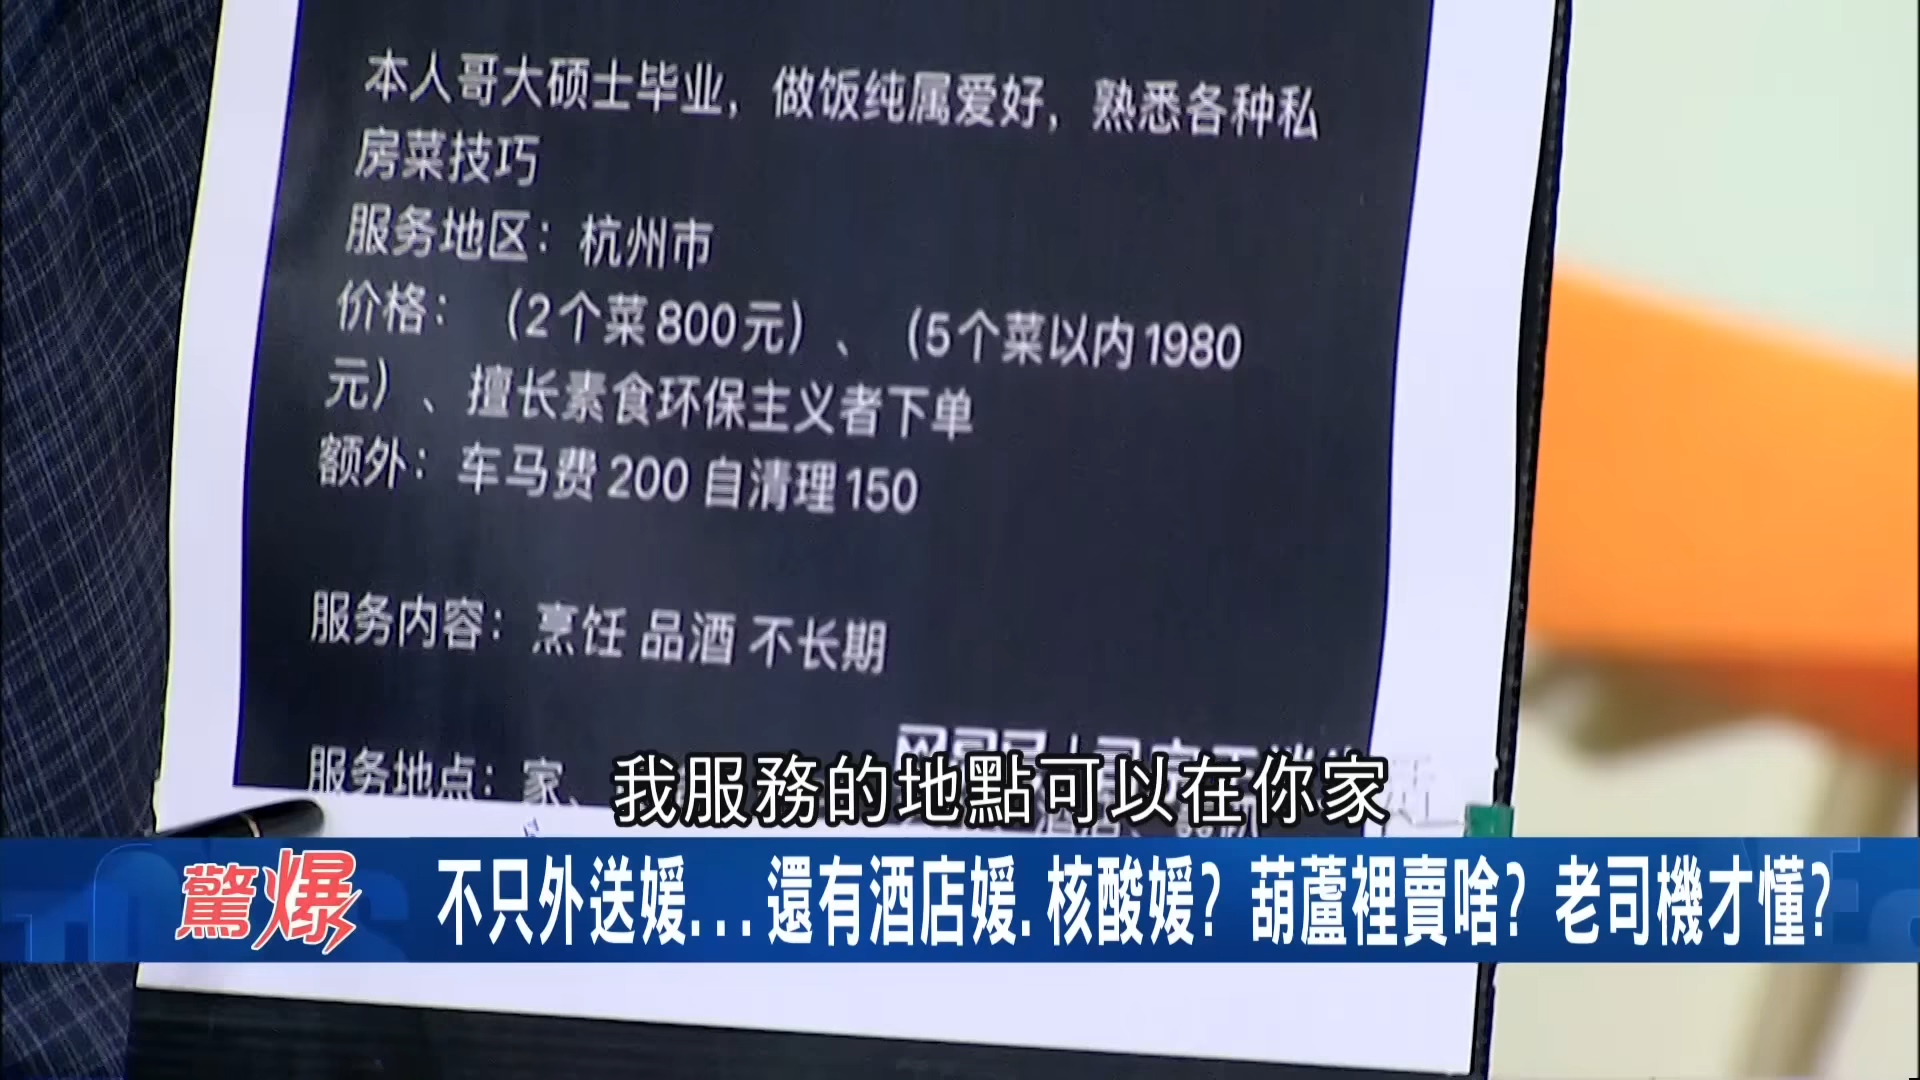 本人哥大硕士毕业，做饭纯属爱好，熟悉各种私
房菜技巧
服务地区：杭州市
价格：（2个菜800元）、（5个菜以内1980
元）、擅长素食环保主义者下单
额外：车马费200 自清理150
服务内容：烹饪 品酒 不长期
服务地点：家、
我服務的地點可以在你家
驚爆
不只外送媛...還有酒店媛.核酸媛? 葫蘆裡賣啥? 老司機才懂?